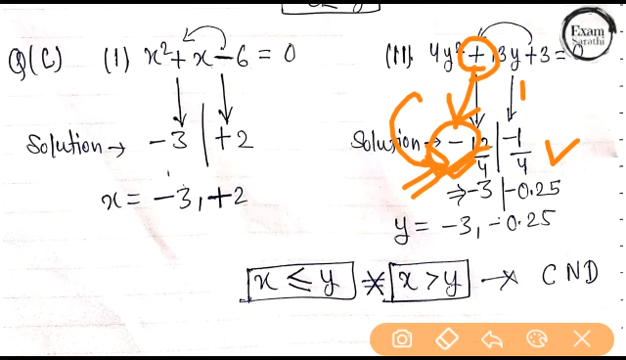 Exam
Sarathi
Q(C) (I) x²+x-6=0 (II) 4y²+13y+3=0
Solution → -3 | +2 Solution → -12/4 | -1/4
⇒ -3 | -0.25
x = -3, +2
y = -3, -0.25
x ≤ y * x > y → CND